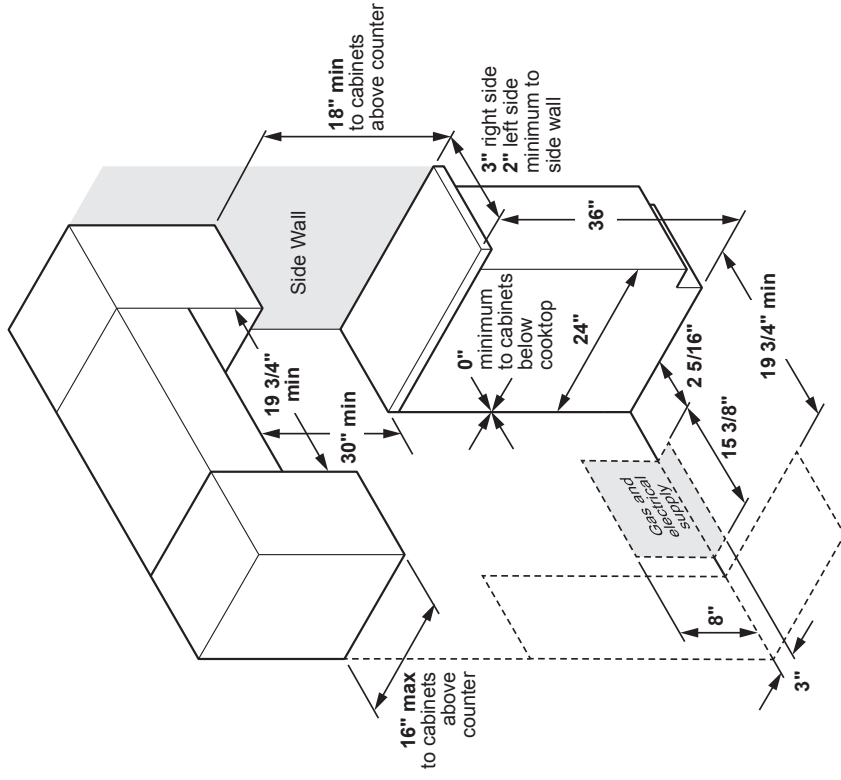 18" min
to cabinets
above counter
Side Wall
3" right side
2" left side
minimum to
side wall
19 3/4"
min
30" min
0"
minimum
to cabinets
below
cooktop
24"
36"
16" max
to cabinets
above
counter
Gas and
electrical
supply
2 5/16"
15 3/8"
19 3/4" min
8"
3"